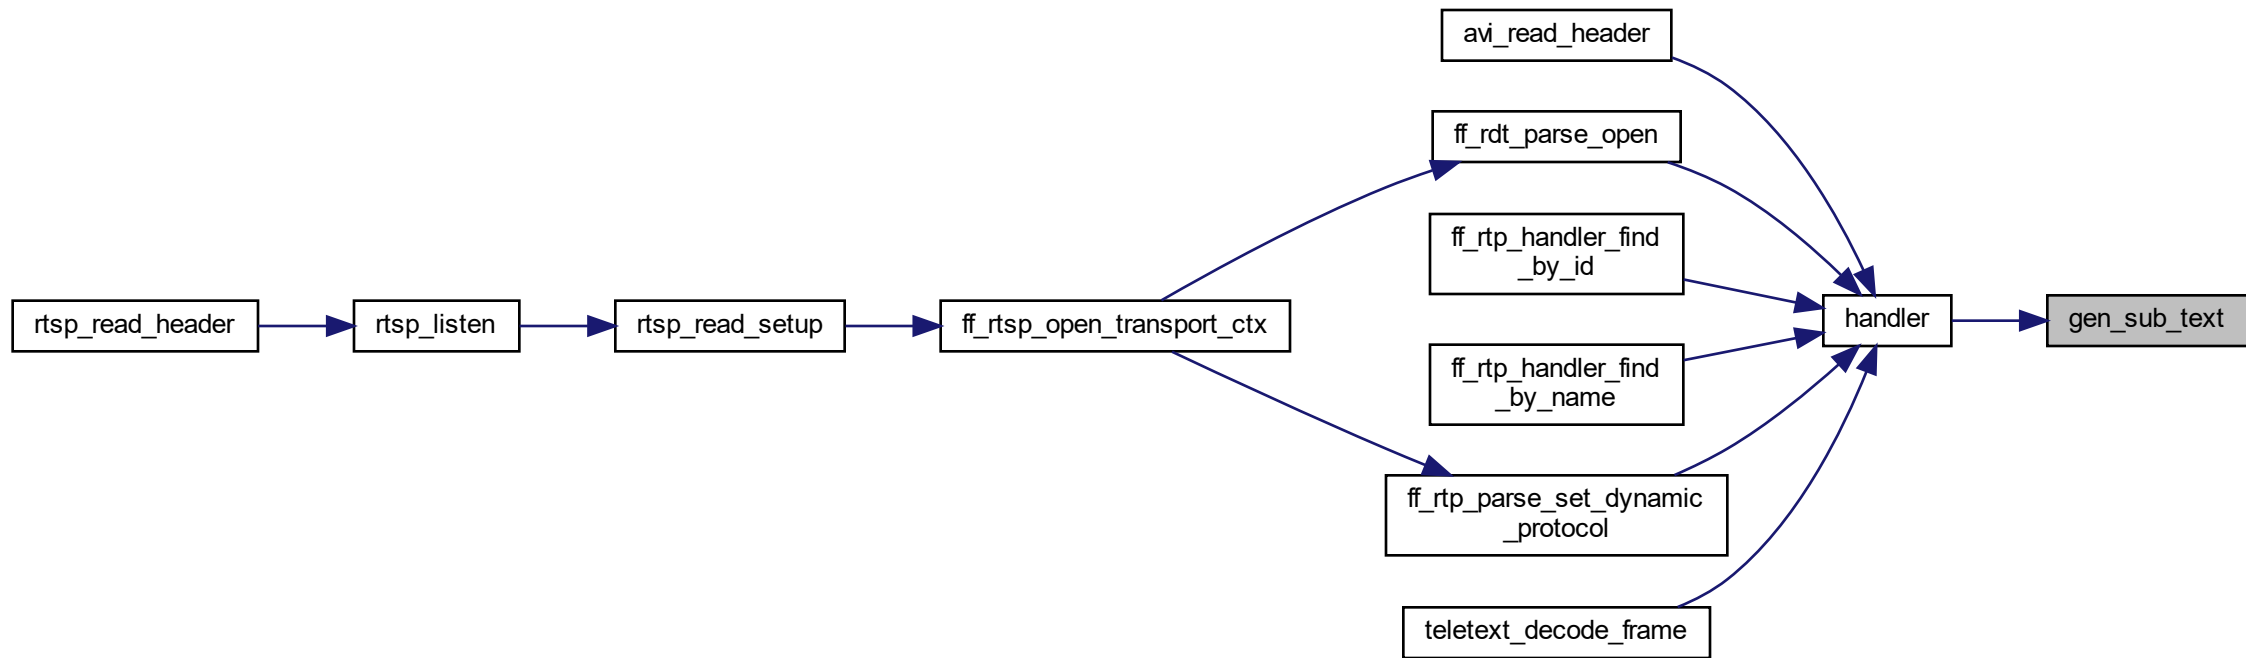 avi_read_header
ff_rdt_parse_open
ff_rtp_handler_find
_by_id
rtsp_read_header
rtsp_listen
rtsp_read_setup
ff_rtsp_open_transport_ctx
handler
gen_sub_text
ff_rtp_handler_find
_by_name
ff_rtp_parse_set_dynamic
_protocol
teletext_decode_frame